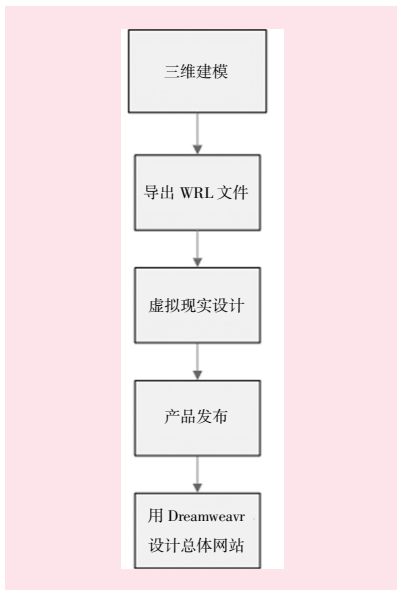 三维建模
导出 WRL 文件
虚拟现实设计
产品发布
用 Dreamweavr
设计总体网站